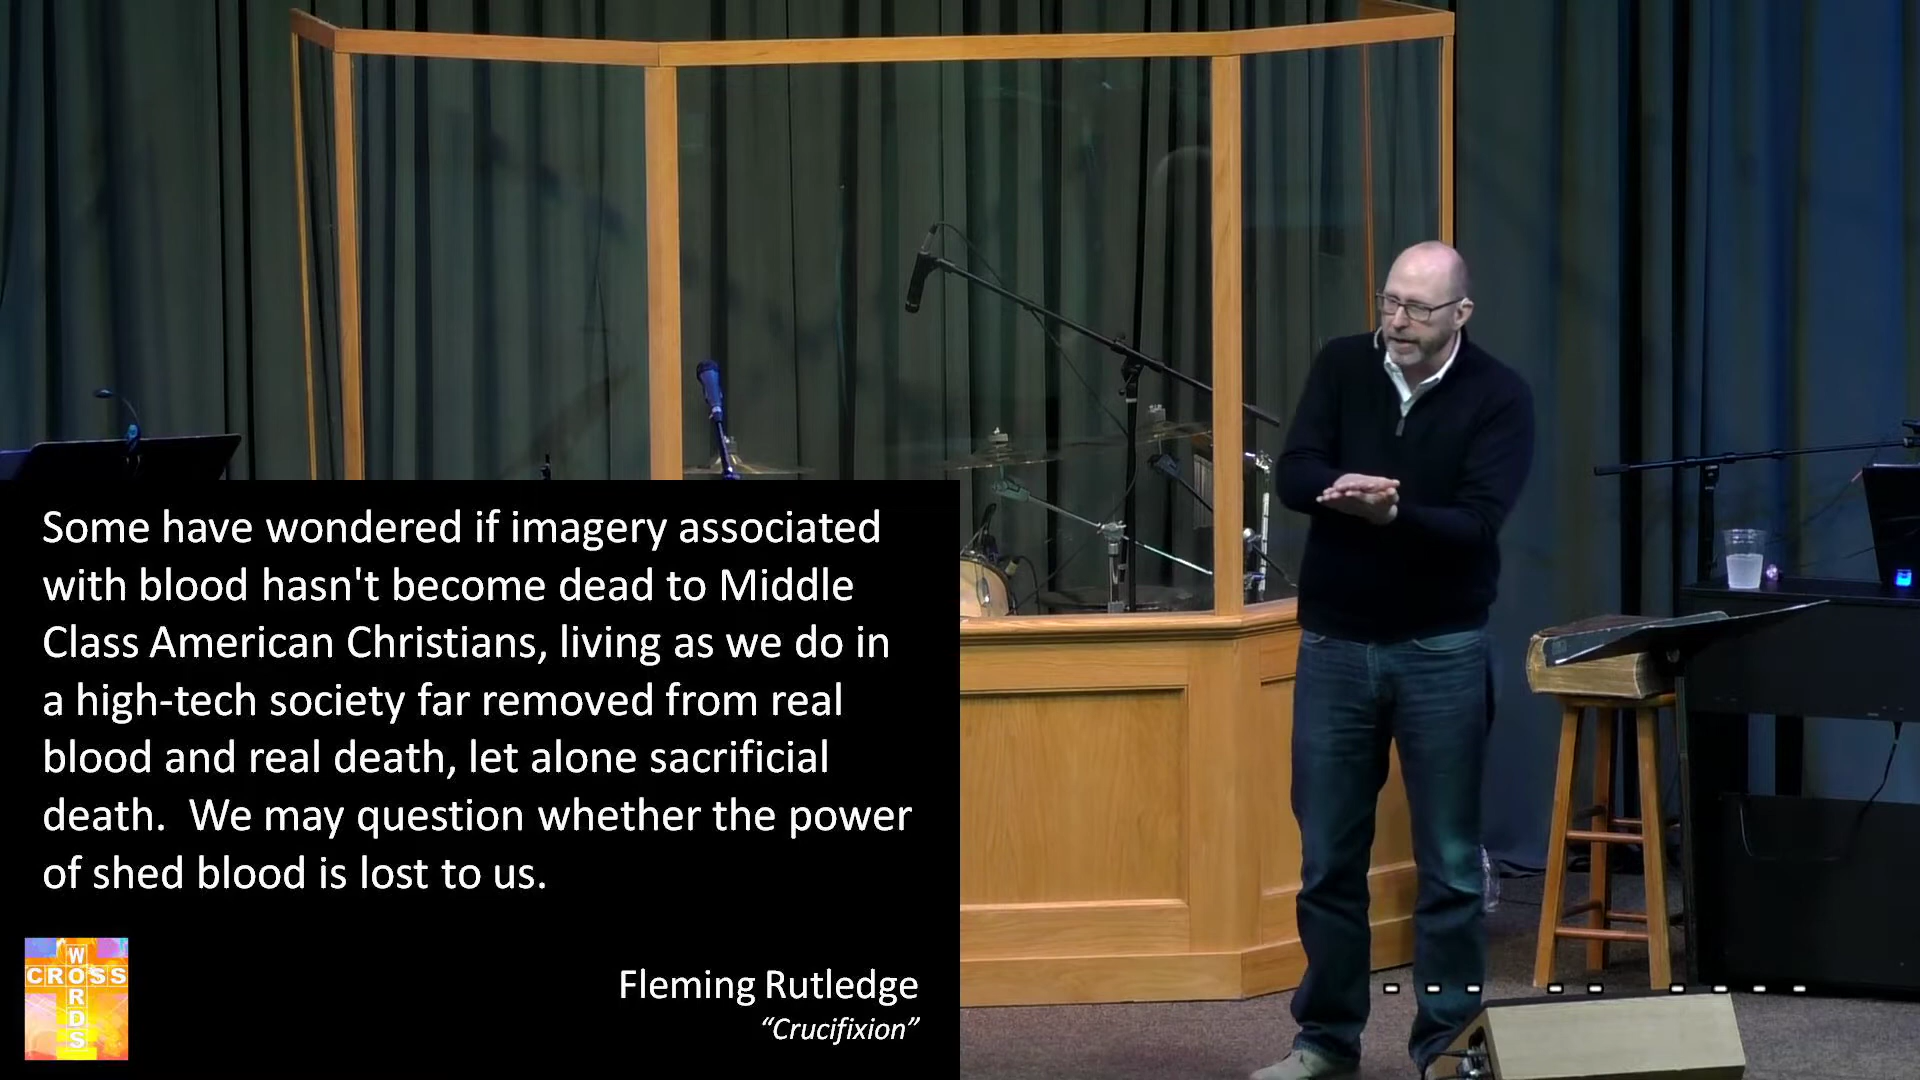 Some have wondered if imagery associated
with blood hasn't become dead to Middle
Class American Christians, living as we do in
a high-tech society far removed from real
blood and real death, let alone sacrificial
death.  We may question whether the power
of shed blood is lost to us.
Fleming Rutledge
“Crucifixion”
CROSS
WORDS